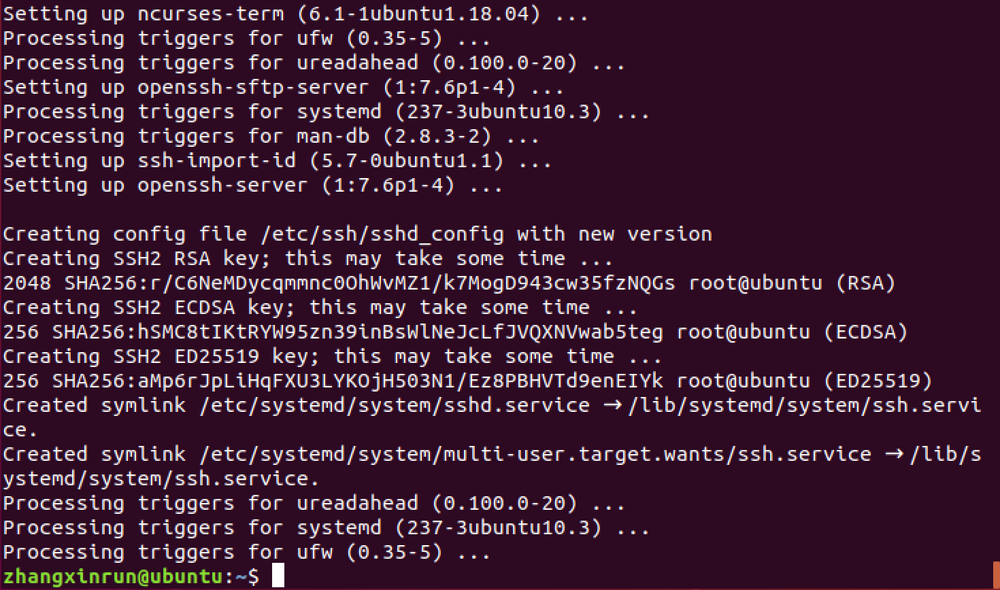 Setting up ncurses-term (6.1-1ubuntu1.18.04) ...
Processing triggers for ufw (0.35-5) ...
Processing triggers for ureadahead (0.100.0-20) ...
Setting up openssh-sftp-server (1:7.6p1-4) ...
Processing triggers for systemd (237-3ubuntu10.3) ...
Processing triggers for man-db (2.8.3-2) ...
Setting up ssh-import-id (5.7-0ubuntu1.1) ...
Setting up openssh-server (1:7.6p1-4) ...

Creating config file /etc/ssh/sshd_config with new version
Creating SSH2 RSA key; this may take some time ...
2048 SHA256:r/C6NeMDycqmmnc0OhWvMZ1/k7MogD943cw35fzNQGs root@ubuntu (RSA)
Creating SSH2 ECDSA key; this may take some time ...
256 SHA256:hSMC8tIKtRYW95zn39inBsWlNeJcLfJVQXNVwab5teg root@ubuntu (ECDSA)
Creating SSH2 ED25519 key; this may take some time ...
256 SHA256:aMp6rJpLiHqFXU3LYKOjH503N1/Ez8PBHVTd9enEIYk root@ubuntu (ED25519)
Created symlink /etc/systemd/system/sshd.service → /lib/systemd/system/ssh.servi
ce.
Created symlink /etc/systemd/system/multi-user.target.wants/ssh.service → /lib/s
ystemd/system/ssh.service.
Processing triggers for ureadahead (0.100.0-20) ...
Processing triggers for systemd (237-3ubuntu10.3) ...
Processing triggers for ufw (0.35-5) ...
zhangxinrun@ubuntu:~$